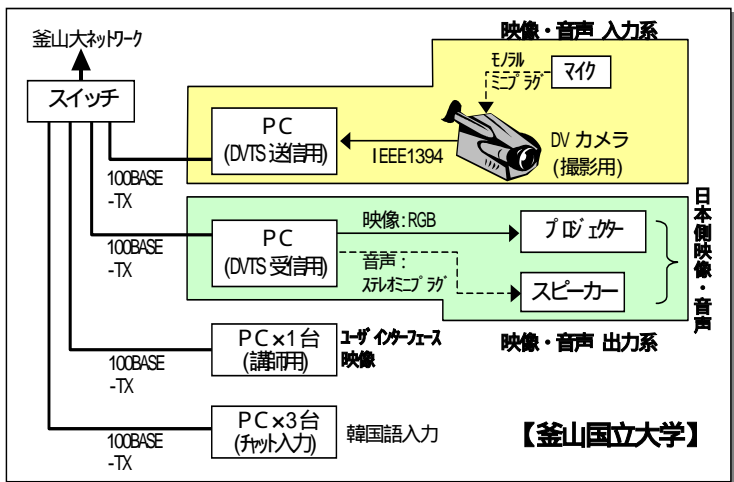 釜山大ネットワーク
スイッチ
映像・音声 入力系
モノラル
ミニプラグ
マイク
PC
(DVTS送信用)
IEEE1394
DV カメラ
(撮影用)
100BASE
-TX
PC
(DVTS受信用)
映像:RGB
プロジェクター
音声:
ステレオミニプラグ
スピーカー
日本側映像・音声
100BASE
-TX
映像・音声 出力系
PC×1台
(講師用)
ユーザインターフェース
映像
100BASE
-TX
PC×3台
(チャット入力)
韓国語入力
100BASE
-TX
【釜山国立大学】